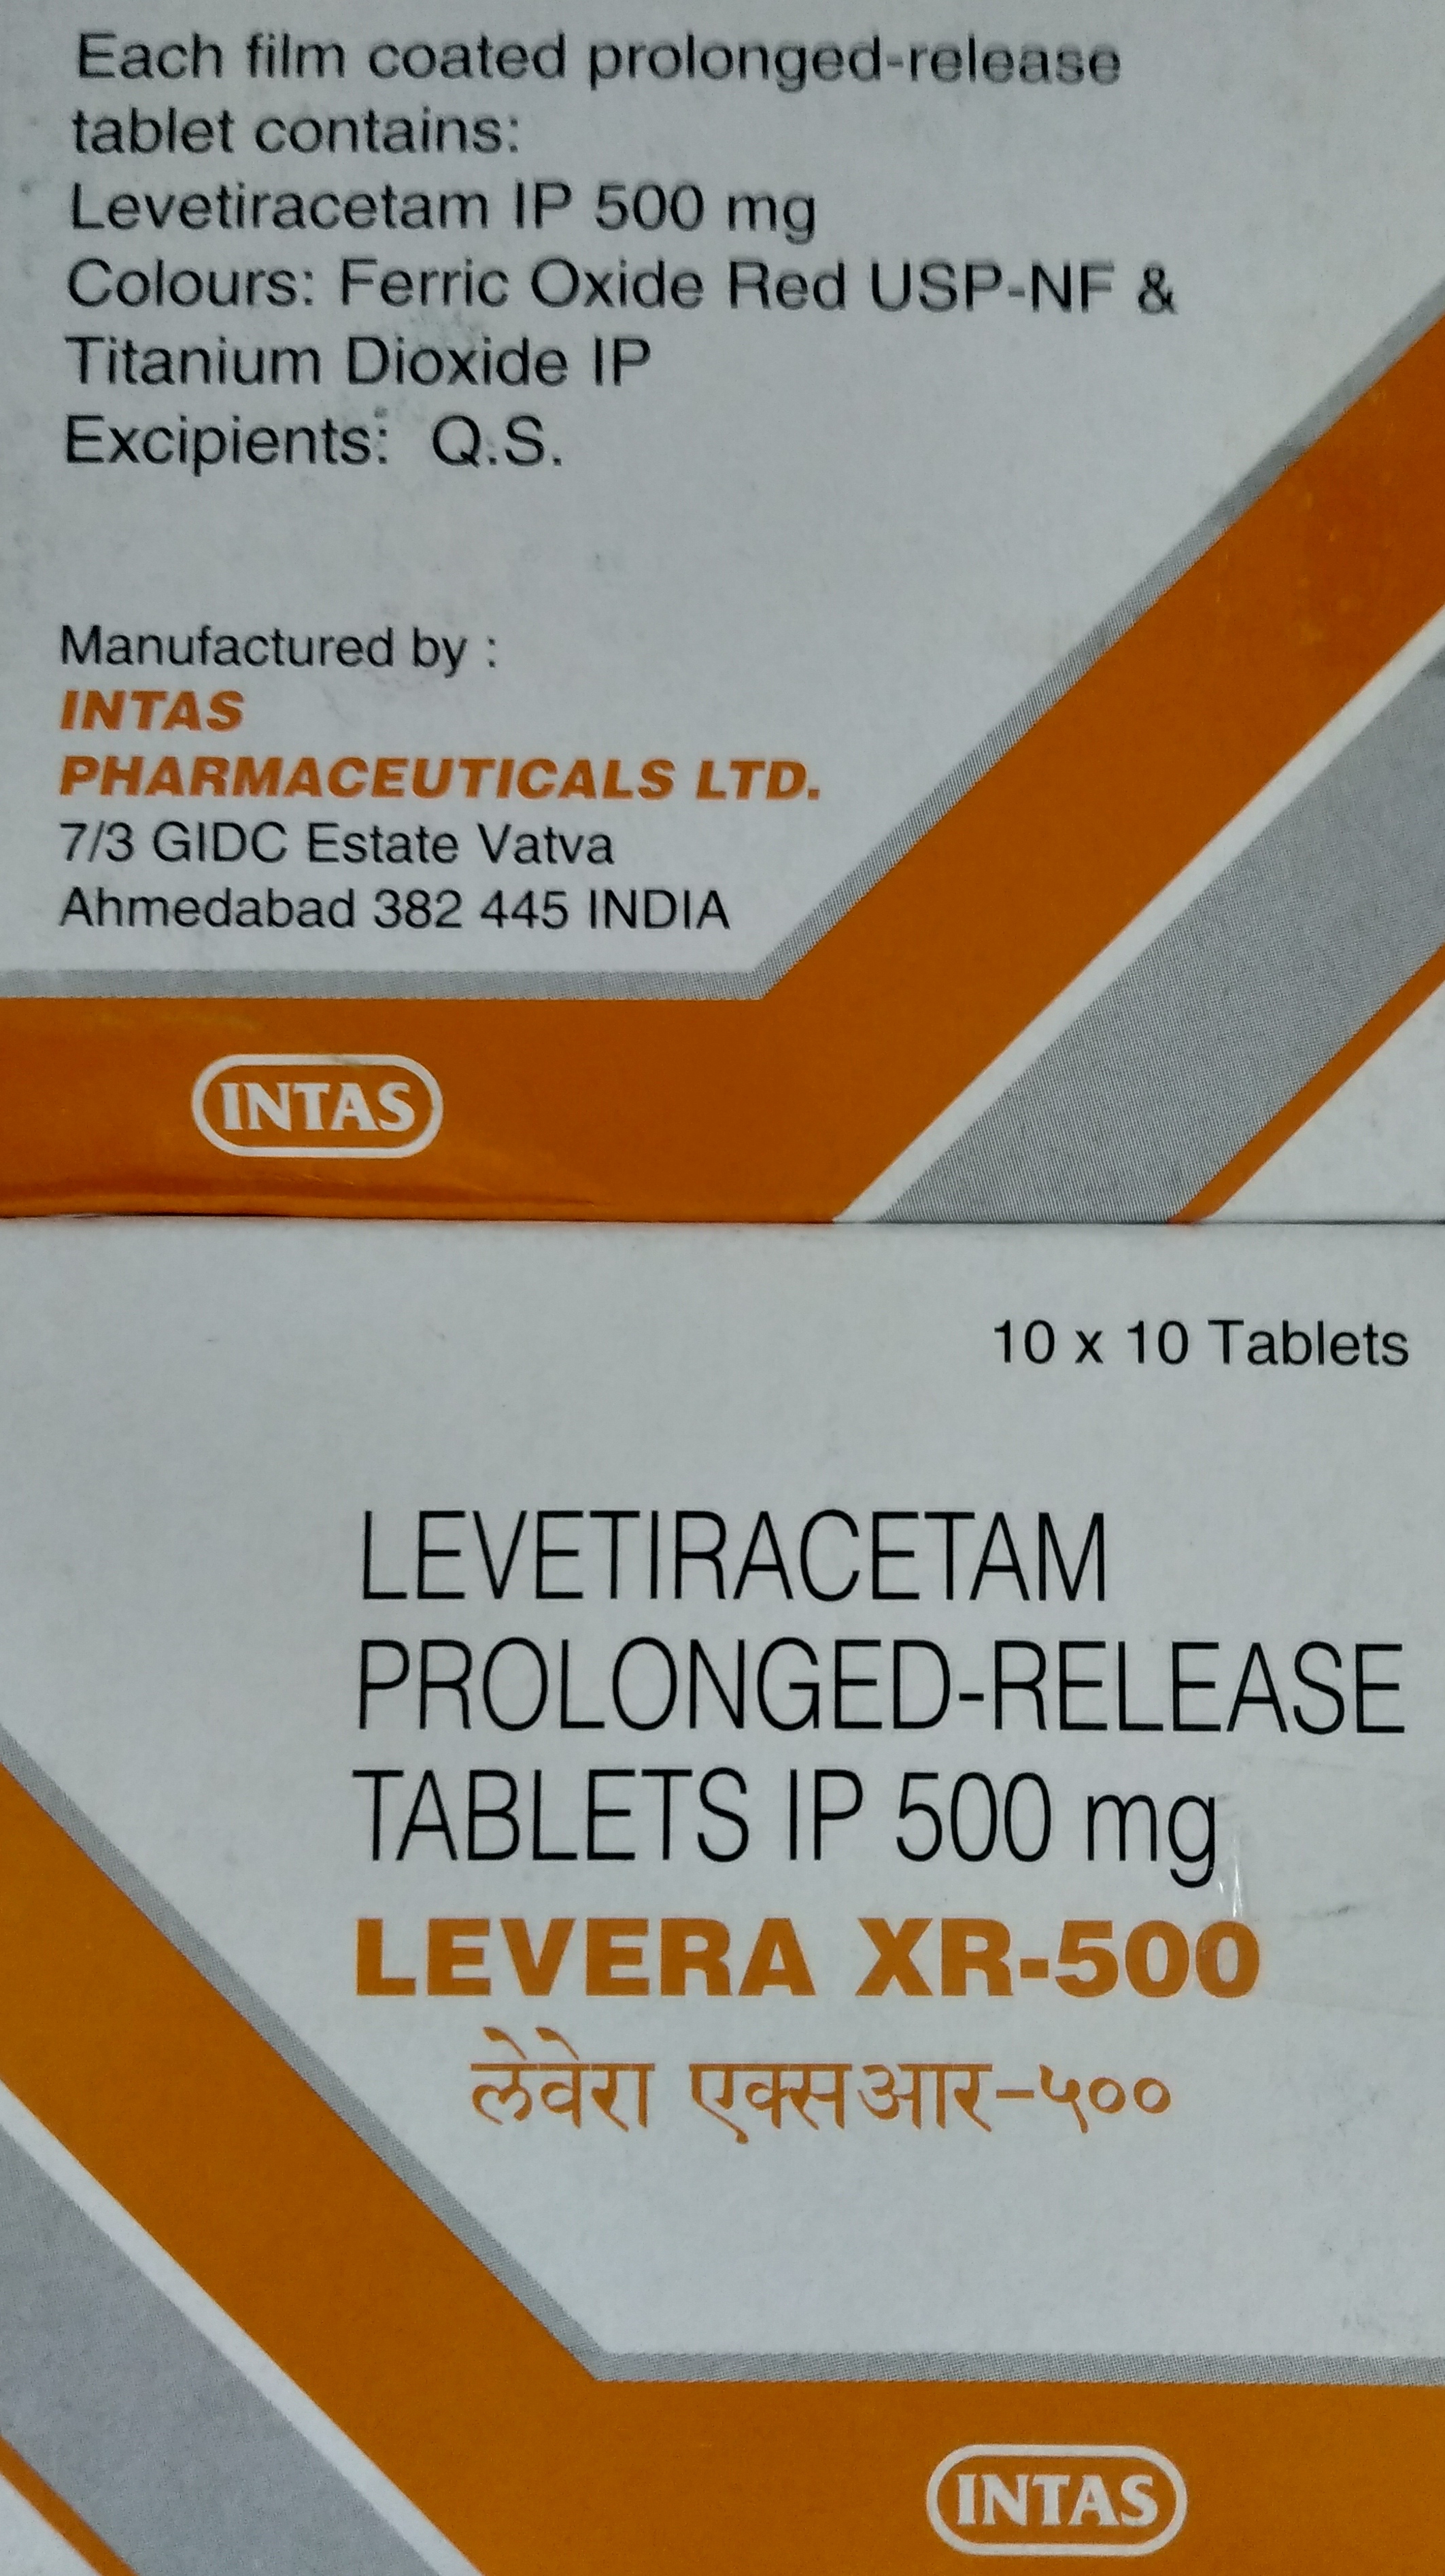 Each film coated prolonged-release
tablet contains:
Levetiracetam IP 500 mg
Colours: Ferric Oxide Red USP-NF &
Titanium Dioxide IP
Excipients: Q.S.
Manufactured by :
INTAS
PHARMACEUTICALS LTD.
7/3 GIDC Estate Vatva
Ahmedabad 382 445 INDIA
INTAS
10 x 10 Tablets
LEVETIRACETAM
PROLONGED-RELEASE
TABLETS IP 500 mg
LEVERA XR-500
लेवेरा एक्सआर-५००
INTAS